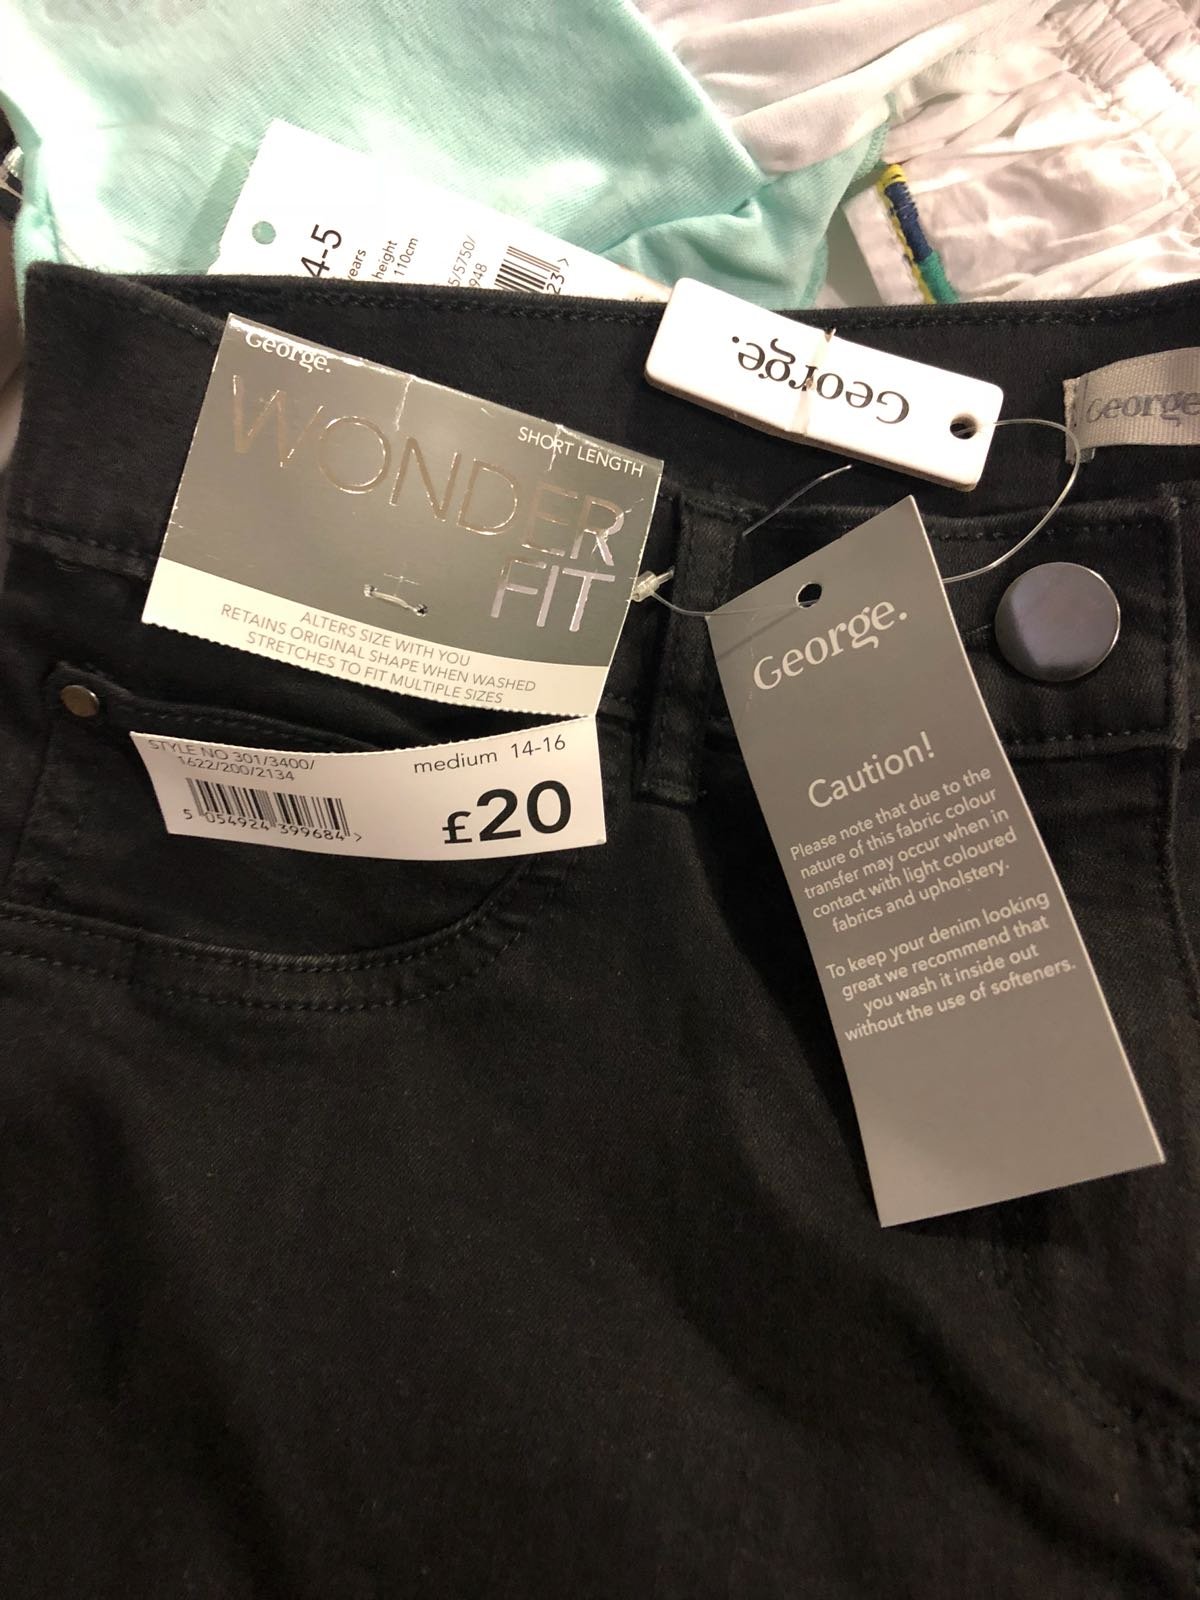 4-5
years
height
110cm
5/5750/
948
23>
George.
SHORT LENGTH
WONDER
FIT
ALTERS SIZE WITH YOU
RETAINS ORIGINAL SHAPE WHEN WASHED
STRETCHES TO FIT MULTIPLE SIZES
STYLE NO 301/3400/
1622/200/2134
medium 14-16
5 054924 399684 >
£20
George.
George
George.
Caution!
Please note that due to the
nature of this fabric colour
transfer may occur when in
contact with light coloured
fabrics and upholstery.
To keep your denim looking
great we recommend that
you wash it inside out
without the use of softeners.